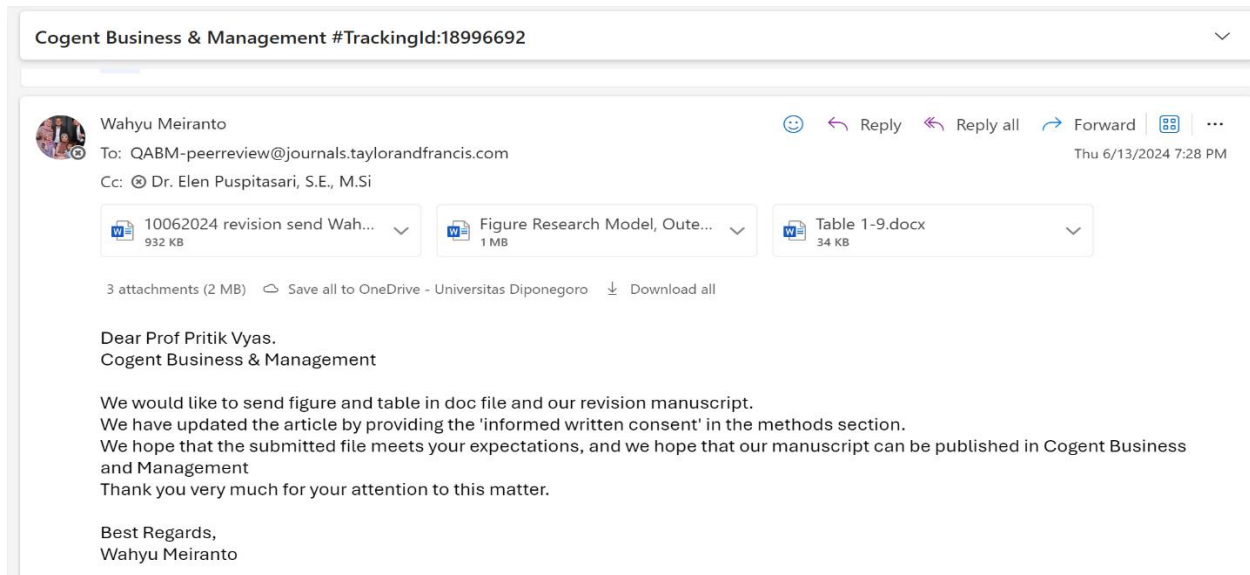 Cogent Business & Management #TrackingId:18996692
Wahyu Meiranto
Reply Reply all Forward
To: QABM-peerreview@journals.taylorandfrancis.com
Thu 6/13/2024 7:28 PM
Cc: Dr. Elen Puspitasari, S.E., M.Si
10062024 revision send Wah...
932 KB
Figure Research Model, Oute...
1 MB
Table 1-9.docx
34 KB
3 attachments (2 MB) Save all to OneDrive - Universitas Diponegoro Download all
Dear Prof Pritik Vyas.
Cogent Business & Management
We would like to send figure and table in doc file and our revision manuscript.
We have updated the article by providing the 'informed written consent' in the methods section.
We hope that the submitted file meets your expectations, and we hope that our manuscript can be published in Cogent Business
and Management
Thank you very much for your attention to this matter.
Best Regards,
Wahyu Meiranto